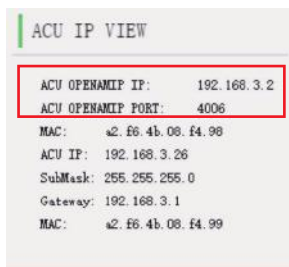 ACU IP VIEW
ACU OPENAMIP IP: 192.168.3.2
ACU OPENAMIP PORT: 4006
MAC: a2.f6.4b.08.f4.98
ACU IP: 192.168.3.26
SubMask: 255.255.255.0
Gateway: 192.168.3.1
MAC: a2.f6.4b.08.f4.99